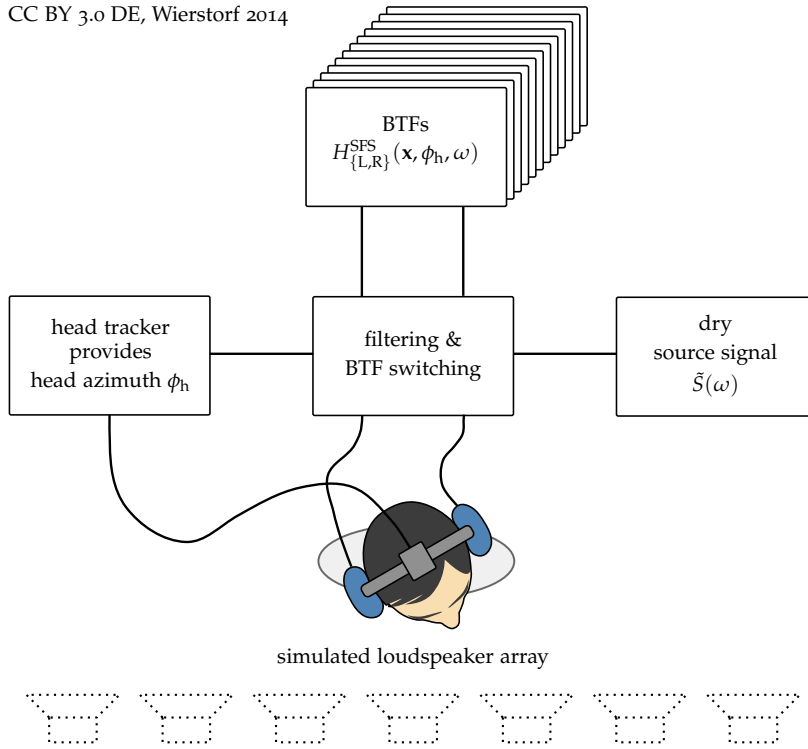 CC BY 3.0 DE, Wierstorf 2014
BTFs
H^{SFS}_{{L,R}}(x, ϕ_h, ω)
head tracker
provides
head azimuth ϕ_h
filtering &
BTF switching
dry
source signal
S̃(ω)
simulated loudspeaker array